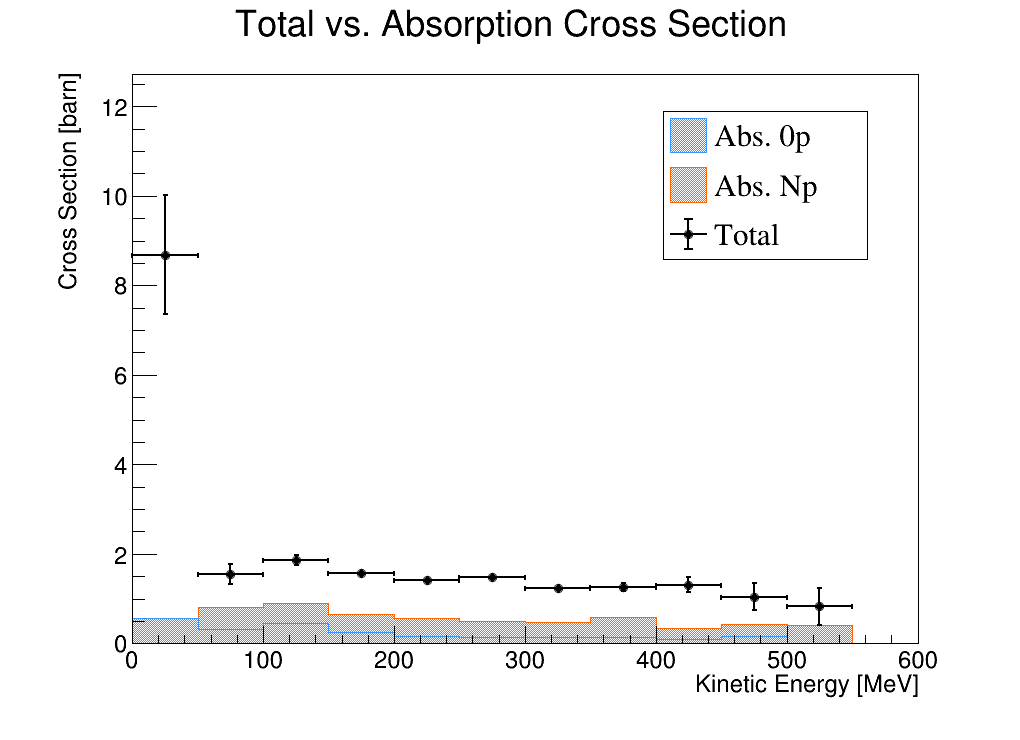 Total vs. Absorption Cross Section
Cross Section [barn]
12
10
8
6
4
2
0
Abs. 0p
Abs. Np
Total
0 100 200 300 400 500 600
Kinetic Energy [MeV]